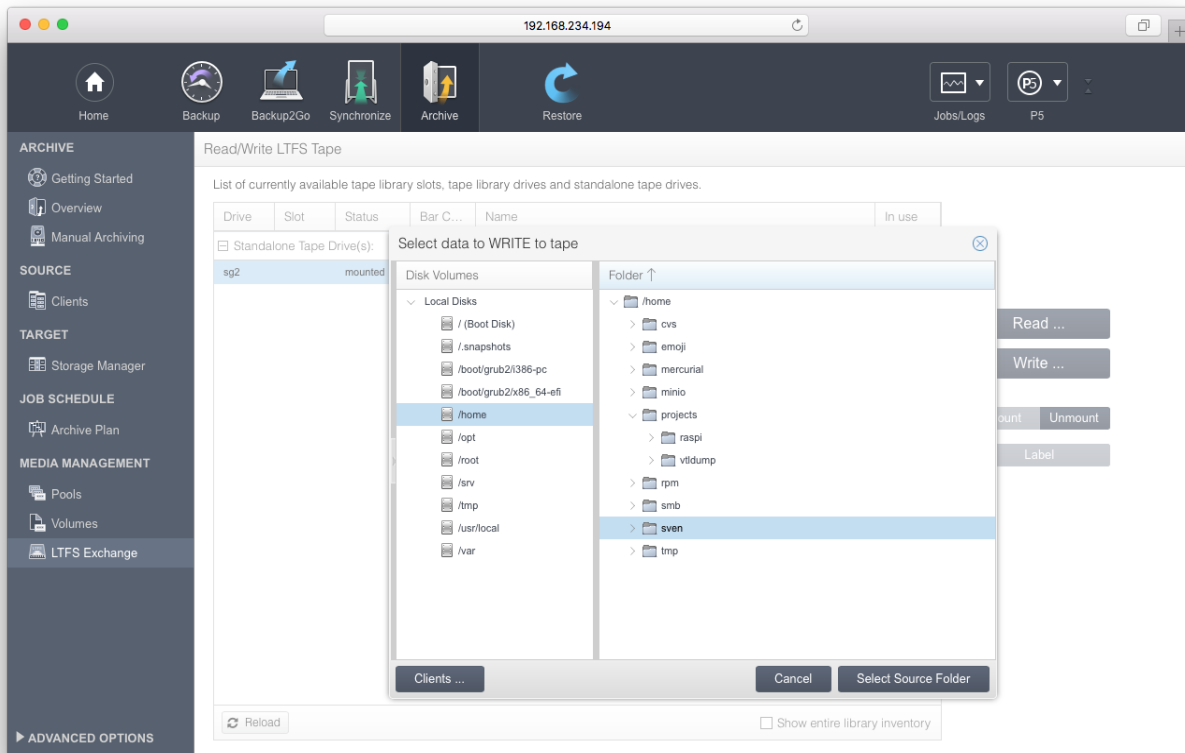 192.168.234.194
Home
Backup
Backup2Go
Synchronize
Archive
Restore
Jobs/Logs
P5
P5
ARCHIVE
Getting Started
Overview
Manual Archiving
SOURCE
Clients
TARGET
Storage Manager
JOB SCHEDULE
Archive Plan
MEDIA MANAGEMENT
Pools
Volumes
LTFS Exchange
ADVANCED OPTIONS
Read/Write LTFS Tape
List of currently available tape library slots, tape library drives and standalone tape drives.
Drive Slot Status Bar C... Name In use
Standalone Tape Drive(s):
sg2 mounted
Select data to WRITE to tape
Disk Volumes
Local Disks
/ (Boot Disk)
/.snapshots
/boot/grub2/i386-pc
/boot/grub2/x86_64-efi
/home
/opt
/root
/srv
/tmp
/usr/local
/var
Folder
/home
cvs
emoji
mercurial
minio
projects
raspi
vtldump
rpm
smb
sven
tmp
Clients ...
Cancel
Select Source Folder
Read ...
Write ...
Unmount
Label
Reload
Show entire library inventory